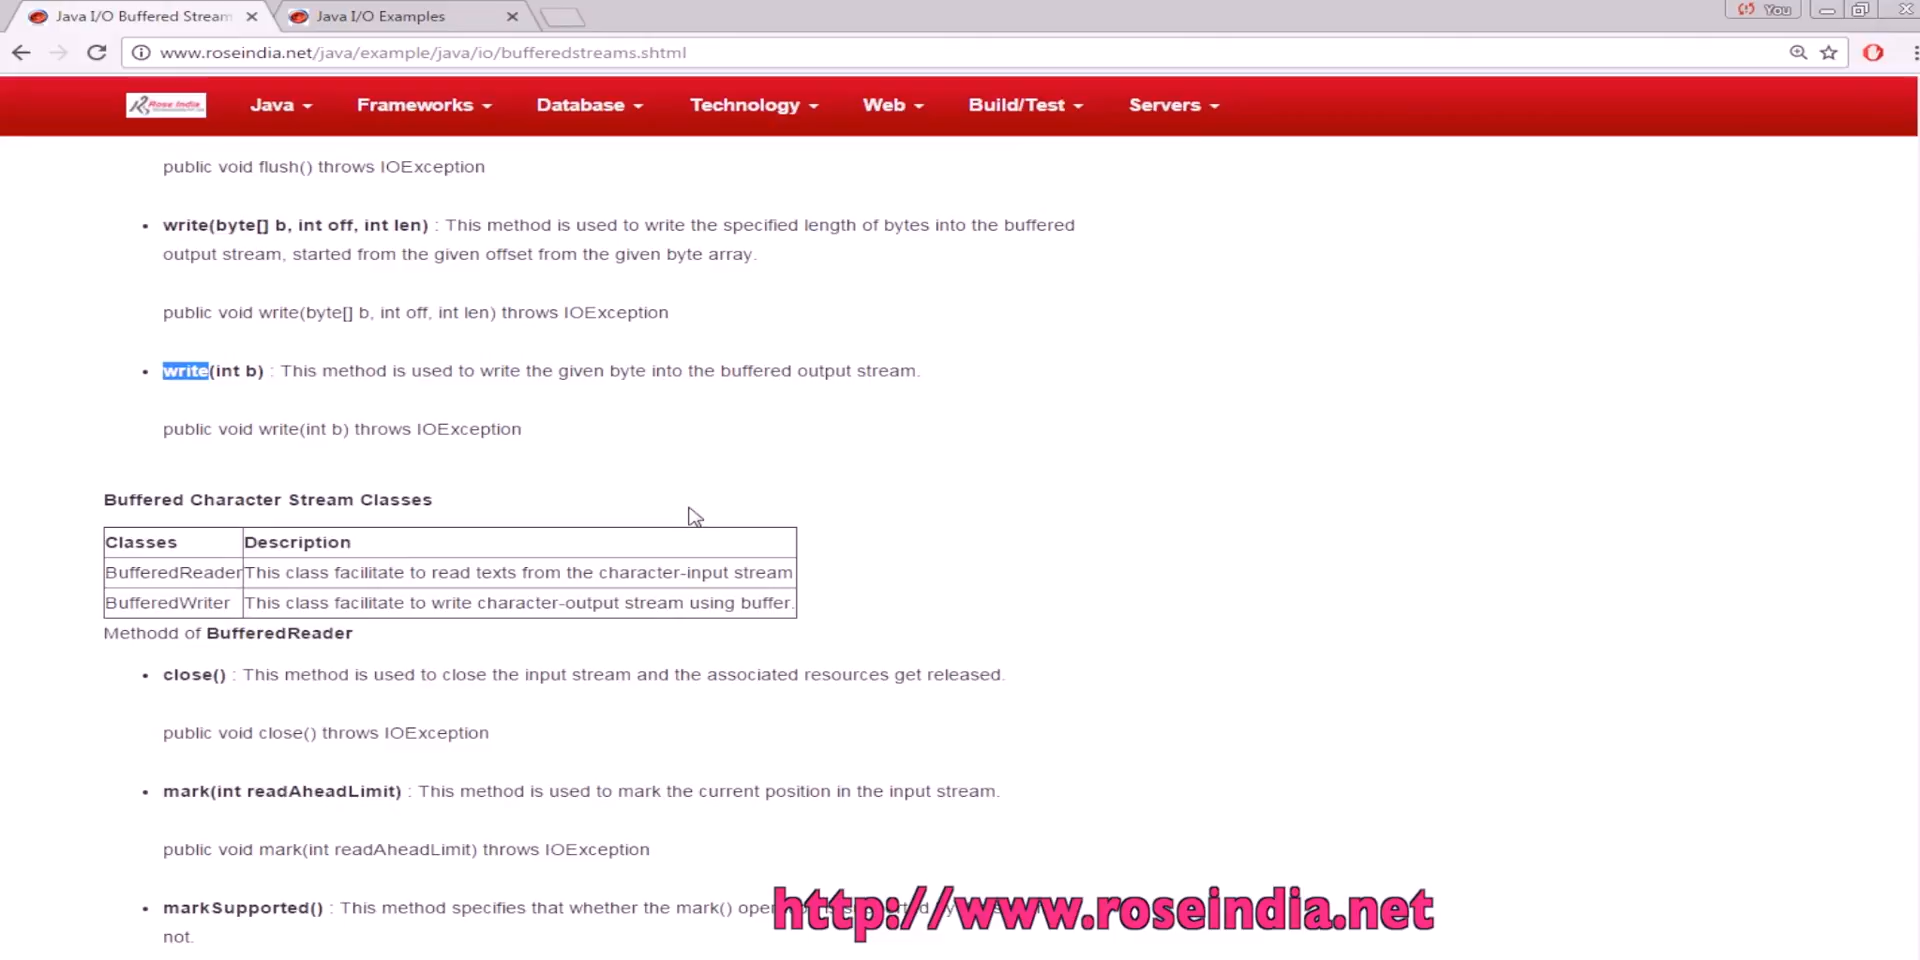 Java I/O Buffered Stream
Java I/O Examples
You
www.roseindia.net/java/example/java/io/bufferedstreams.shtml
Rose India
Java
Frameworks
Database
Technology
Web
Build/Test
Servers
public void flush() throws IOException
• write(byte[] b, int off, int len) : This method is used to write the specified length of bytes into the buffered
output stream, started from the given offset from the given byte array.
public void write(byte[] b, int off, int len) throws IOException
• write(int b) : This method is used to write the given byte into the buffered output stream.
public void write(int b) throws IOException
Buffered Character Stream Classes
Classes Description
BufferedReader This class facilitate to read texts from the character-input stream
BufferedWriter This class facilitate to write character-output stream using buffer.
Methodd of BufferedReader
• close() : This method is used to close the input stream and the associated resources get released.
public void close() throws IOException
• mark(int readAheadLimit) : This method is used to mark the current position in the input stream.
public void mark(int readAheadLimit) throws IOException
• markSupported() : This method specifies that whether the mark()
not.
http://www.roseindia.net